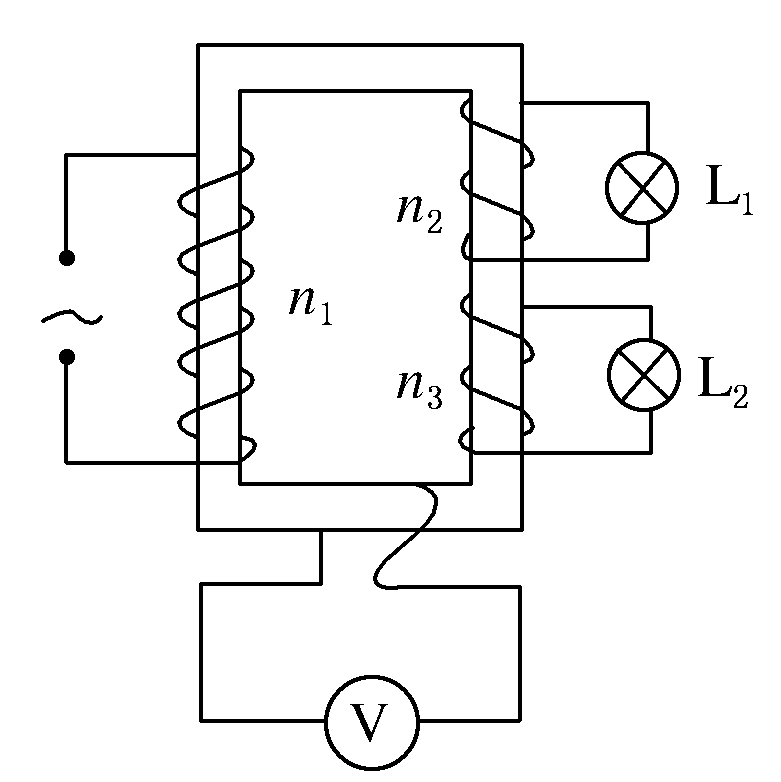 n₂
L₁
n₁
n₃
L₂
V